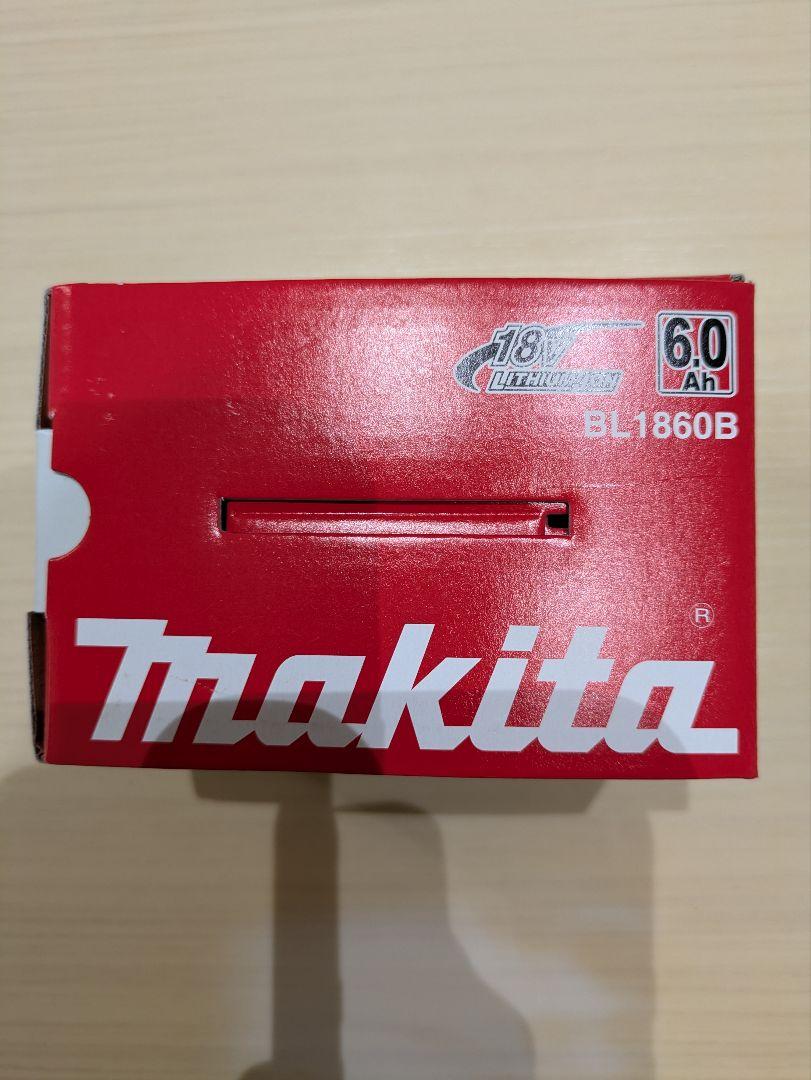 18V
LITHIUM-ION
6.0
Ah
BL1860B
makita®